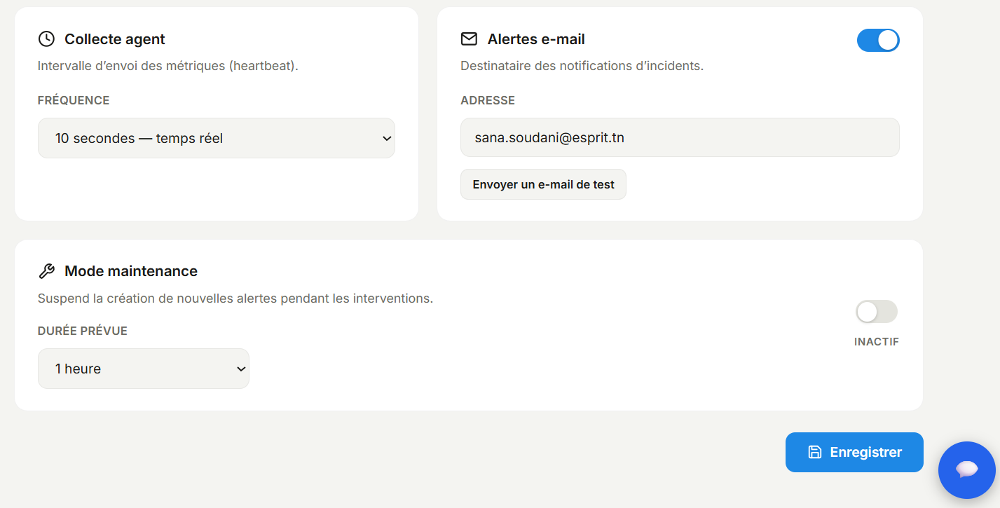 Collecte agent
Intervalle d’envoi des métriques (heartbeat).
FRÉQUENCE
10 secondes — temps réel
Alertes e-mail
Destinataire des notifications d’incidents.
ADRESSE
sana.soudani@esprit.tn
Envoyer un e-mail de test
Mode maintenance
Suspend la création de nouvelles alertes pendant les interventions.
DURÉE PRÉVUE
1 heure
INACTIF
Enregistrer